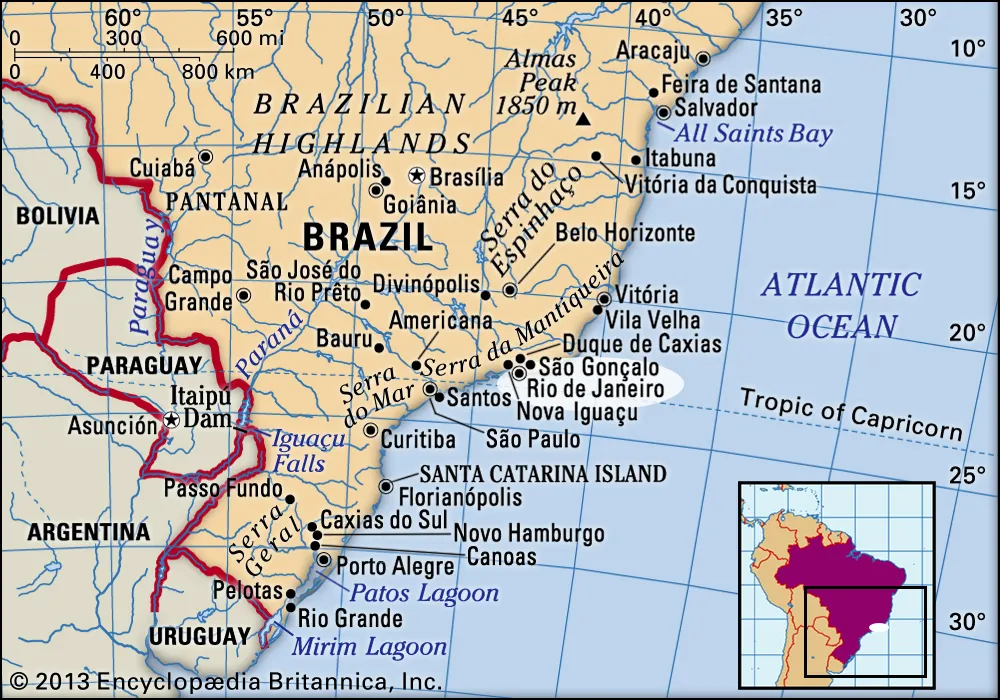 60°
55°
50°
45°
40°
35°
30°
0 300 600 mi
0 400 800 km
10°
15°
20°
25°
30°
Aracaju
Almas
Peak
1850 m
Feira de Santana
Salvador
All Saints Bay
BRAZILIAN
HIGHLANDS
Cuiabá
Anápolis
Brasília
Goiânia
Itabuna
Vitória da Conquista
PANTANAL
BOLIVIA
BRAZIL
Serra do
Espinhaço
Belo Horizonte
Paraguay
Campo
Grande
São José do
Rio Prêto
Divinópolis
ATLANTIC
OCEAN
Vitória
Vila Velha
Americana
Serra da Mantiqueira
Bauru
Paraná
Duque de Caxias
São Gonçalo
Rio de Janeiro
Nova Iguaçu
PARAGUAY
Serra
do Mar
Santos
São Paulo
Tropic of Capricorn
Itaipú
Dam
Asunción
Iguaçu
Falls
Curitiba
SANTA CATARINA ISLAND
Florianópolis
Passo Fundo
ARGENTINA
Serra
Geral
Caxias do Sul
Novo Hamburgo
Canoas
Porto Alegre
Pelotas
Patos Lagoon
Rio Grande
URUGUAY
Mirim Lagoon
© 2013 Encyclopædia Britannica, Inc.